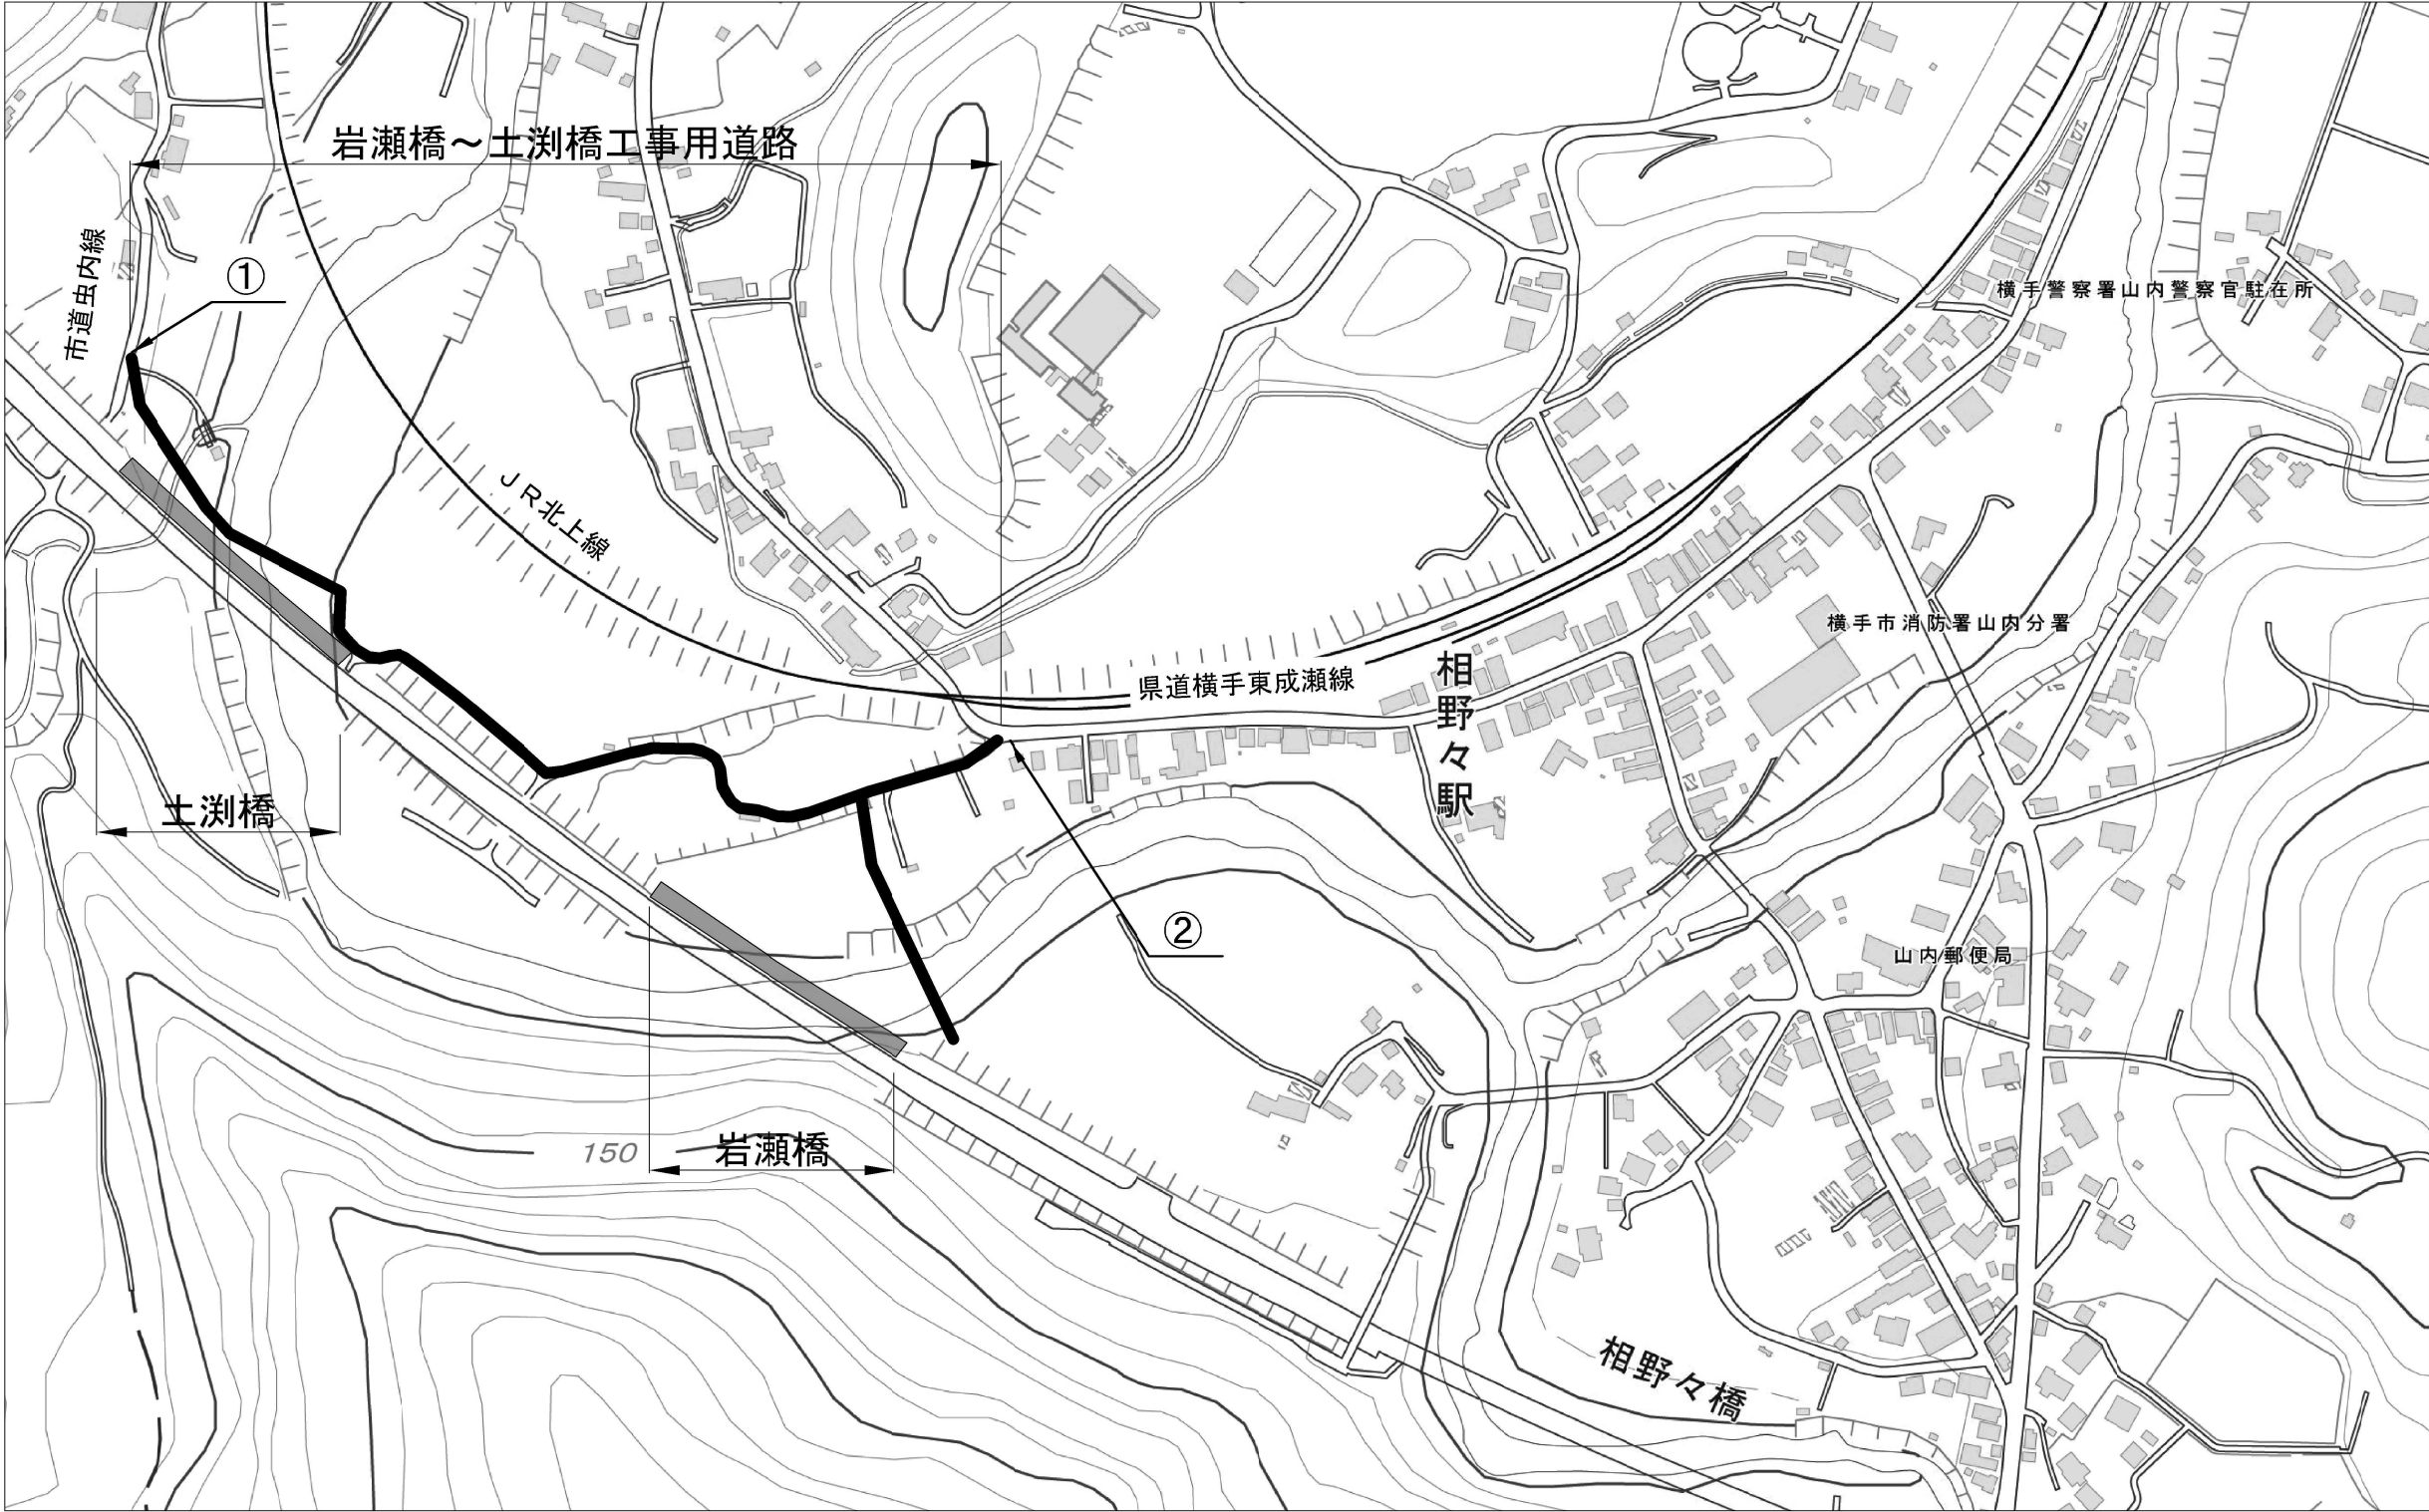 岩瀬橋～土渕橋工事用道路
市道虫内線
①
横手警察署山内警察官駐在所
ＪＲ北上線
横手市消防署山内分署
県道横手東成瀬線
相野々駅
土渕橋
②
山内郵便局
150
岩瀬橋
相野々橋